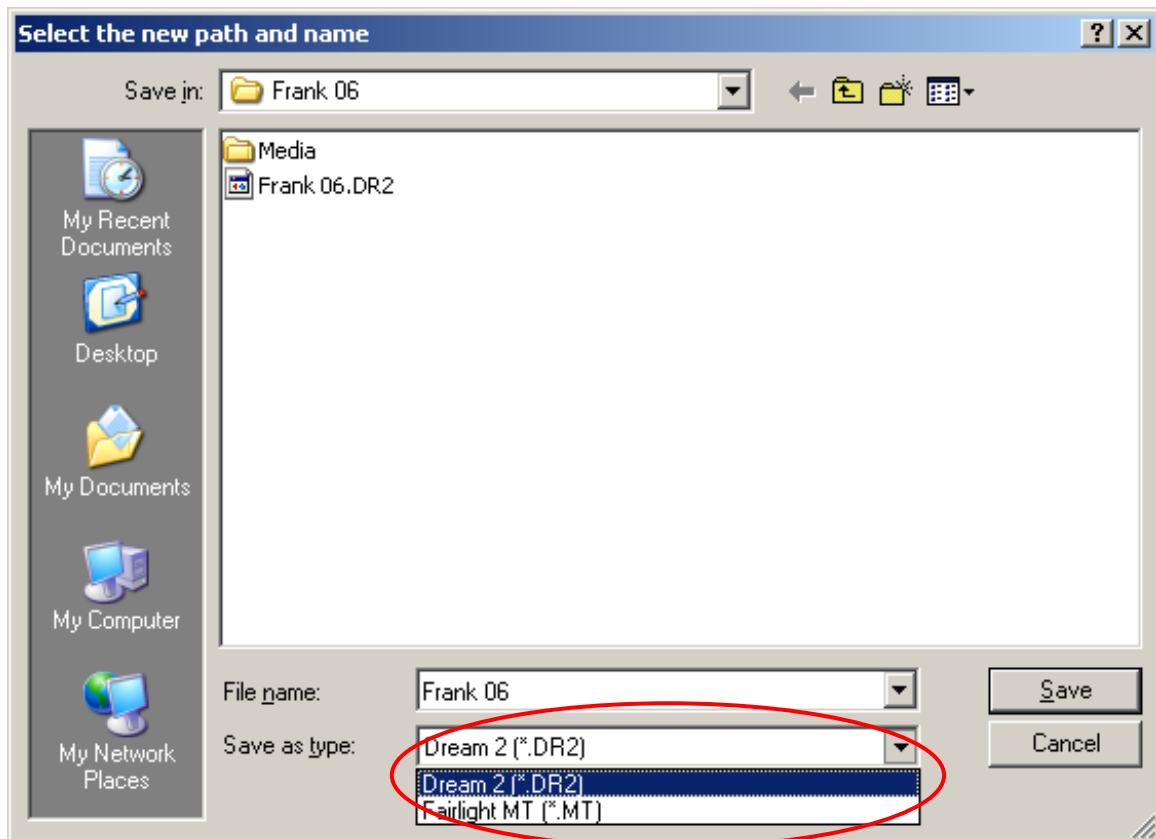 Select the new path and name
Save in:
Frank 06
Media
Frank 06.DR2
My Recent
Documents
Desktop
My Documents
My Computer
My Network
Places
File name:
Frank 06
Save
Save as type:
Dream 2 (*.DR2)
Cancel
Dream 2 (*.DR2)
Fairlight MT (*.MT)